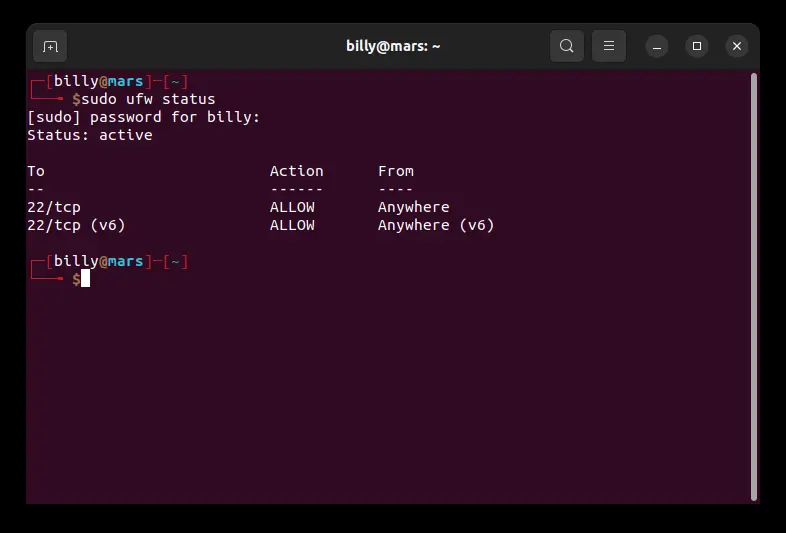 billy@mars: ~
[billy@mars]-[~]
$sudo ufw status
[sudo] password for billy:
Status: active
To                         Action      From
--                         ------      ----
22/tcp                     ALLOW       Anywhere
22/tcp (v6)                ALLOW       Anywhere (v6)
[billy@mars]-[~]
$